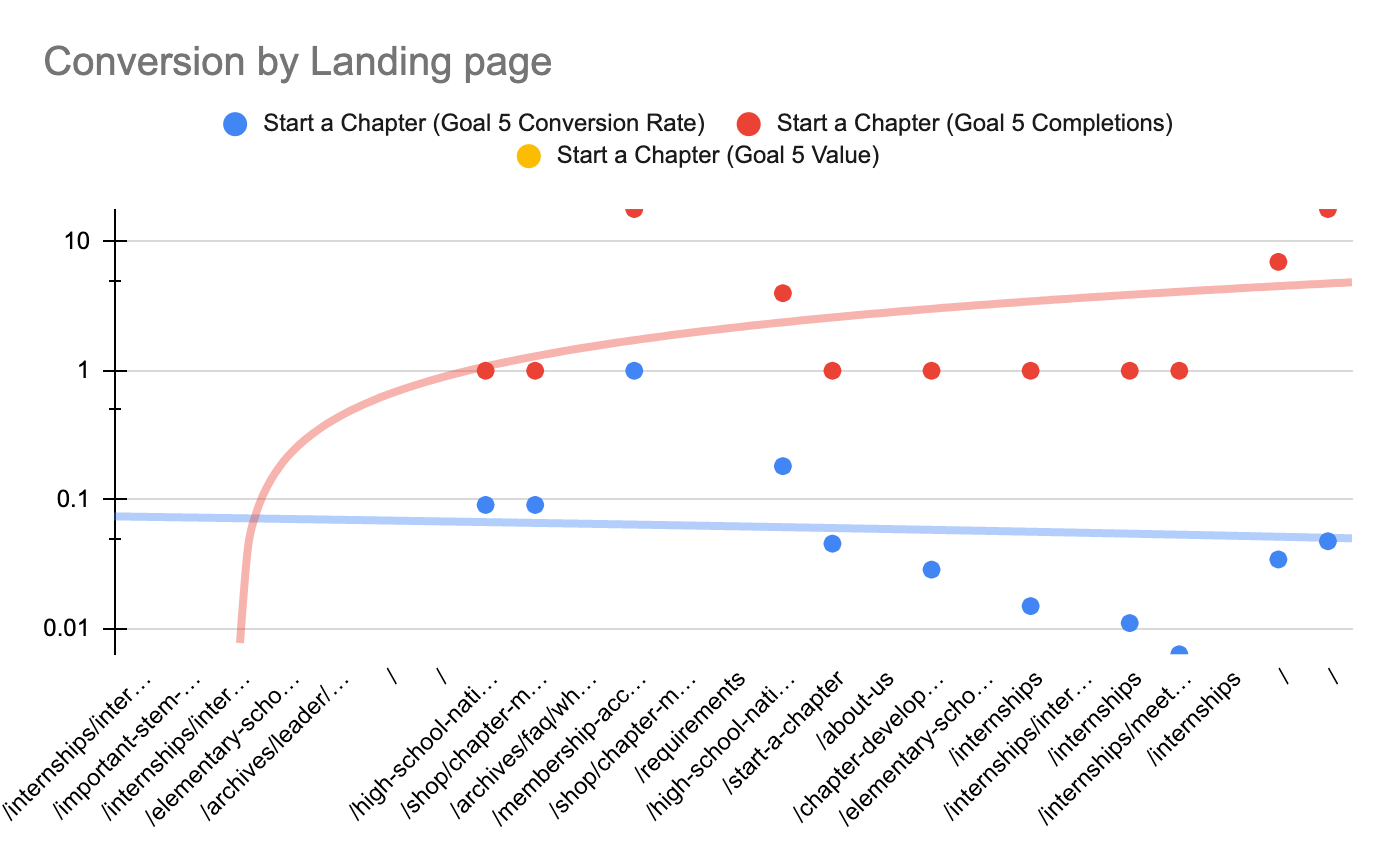 Conversion by Landing page
Start a Chapter (Goal 5 Conversion Rate) Start a Chapter (Goal 5 Completions)
Start a Chapter (Goal 5 Value)
10
1
0.1
0.01
/internships/inter…
/important-stem-…
/internships/inter…
/elementary-scho…
/archives/leader/…
/
/
/high-school-nati…
/shop/chapter-m…
/archives/faq/wh…
/membership-acc…
/shop/chapter-m…
/requirements
/high-school-nati…
/start-a-chapter
/about-us
/chapter-develop…
/elementary-scho…
/internships
/internships/inter…
/internships
/internships/meet…
/internships
/
/